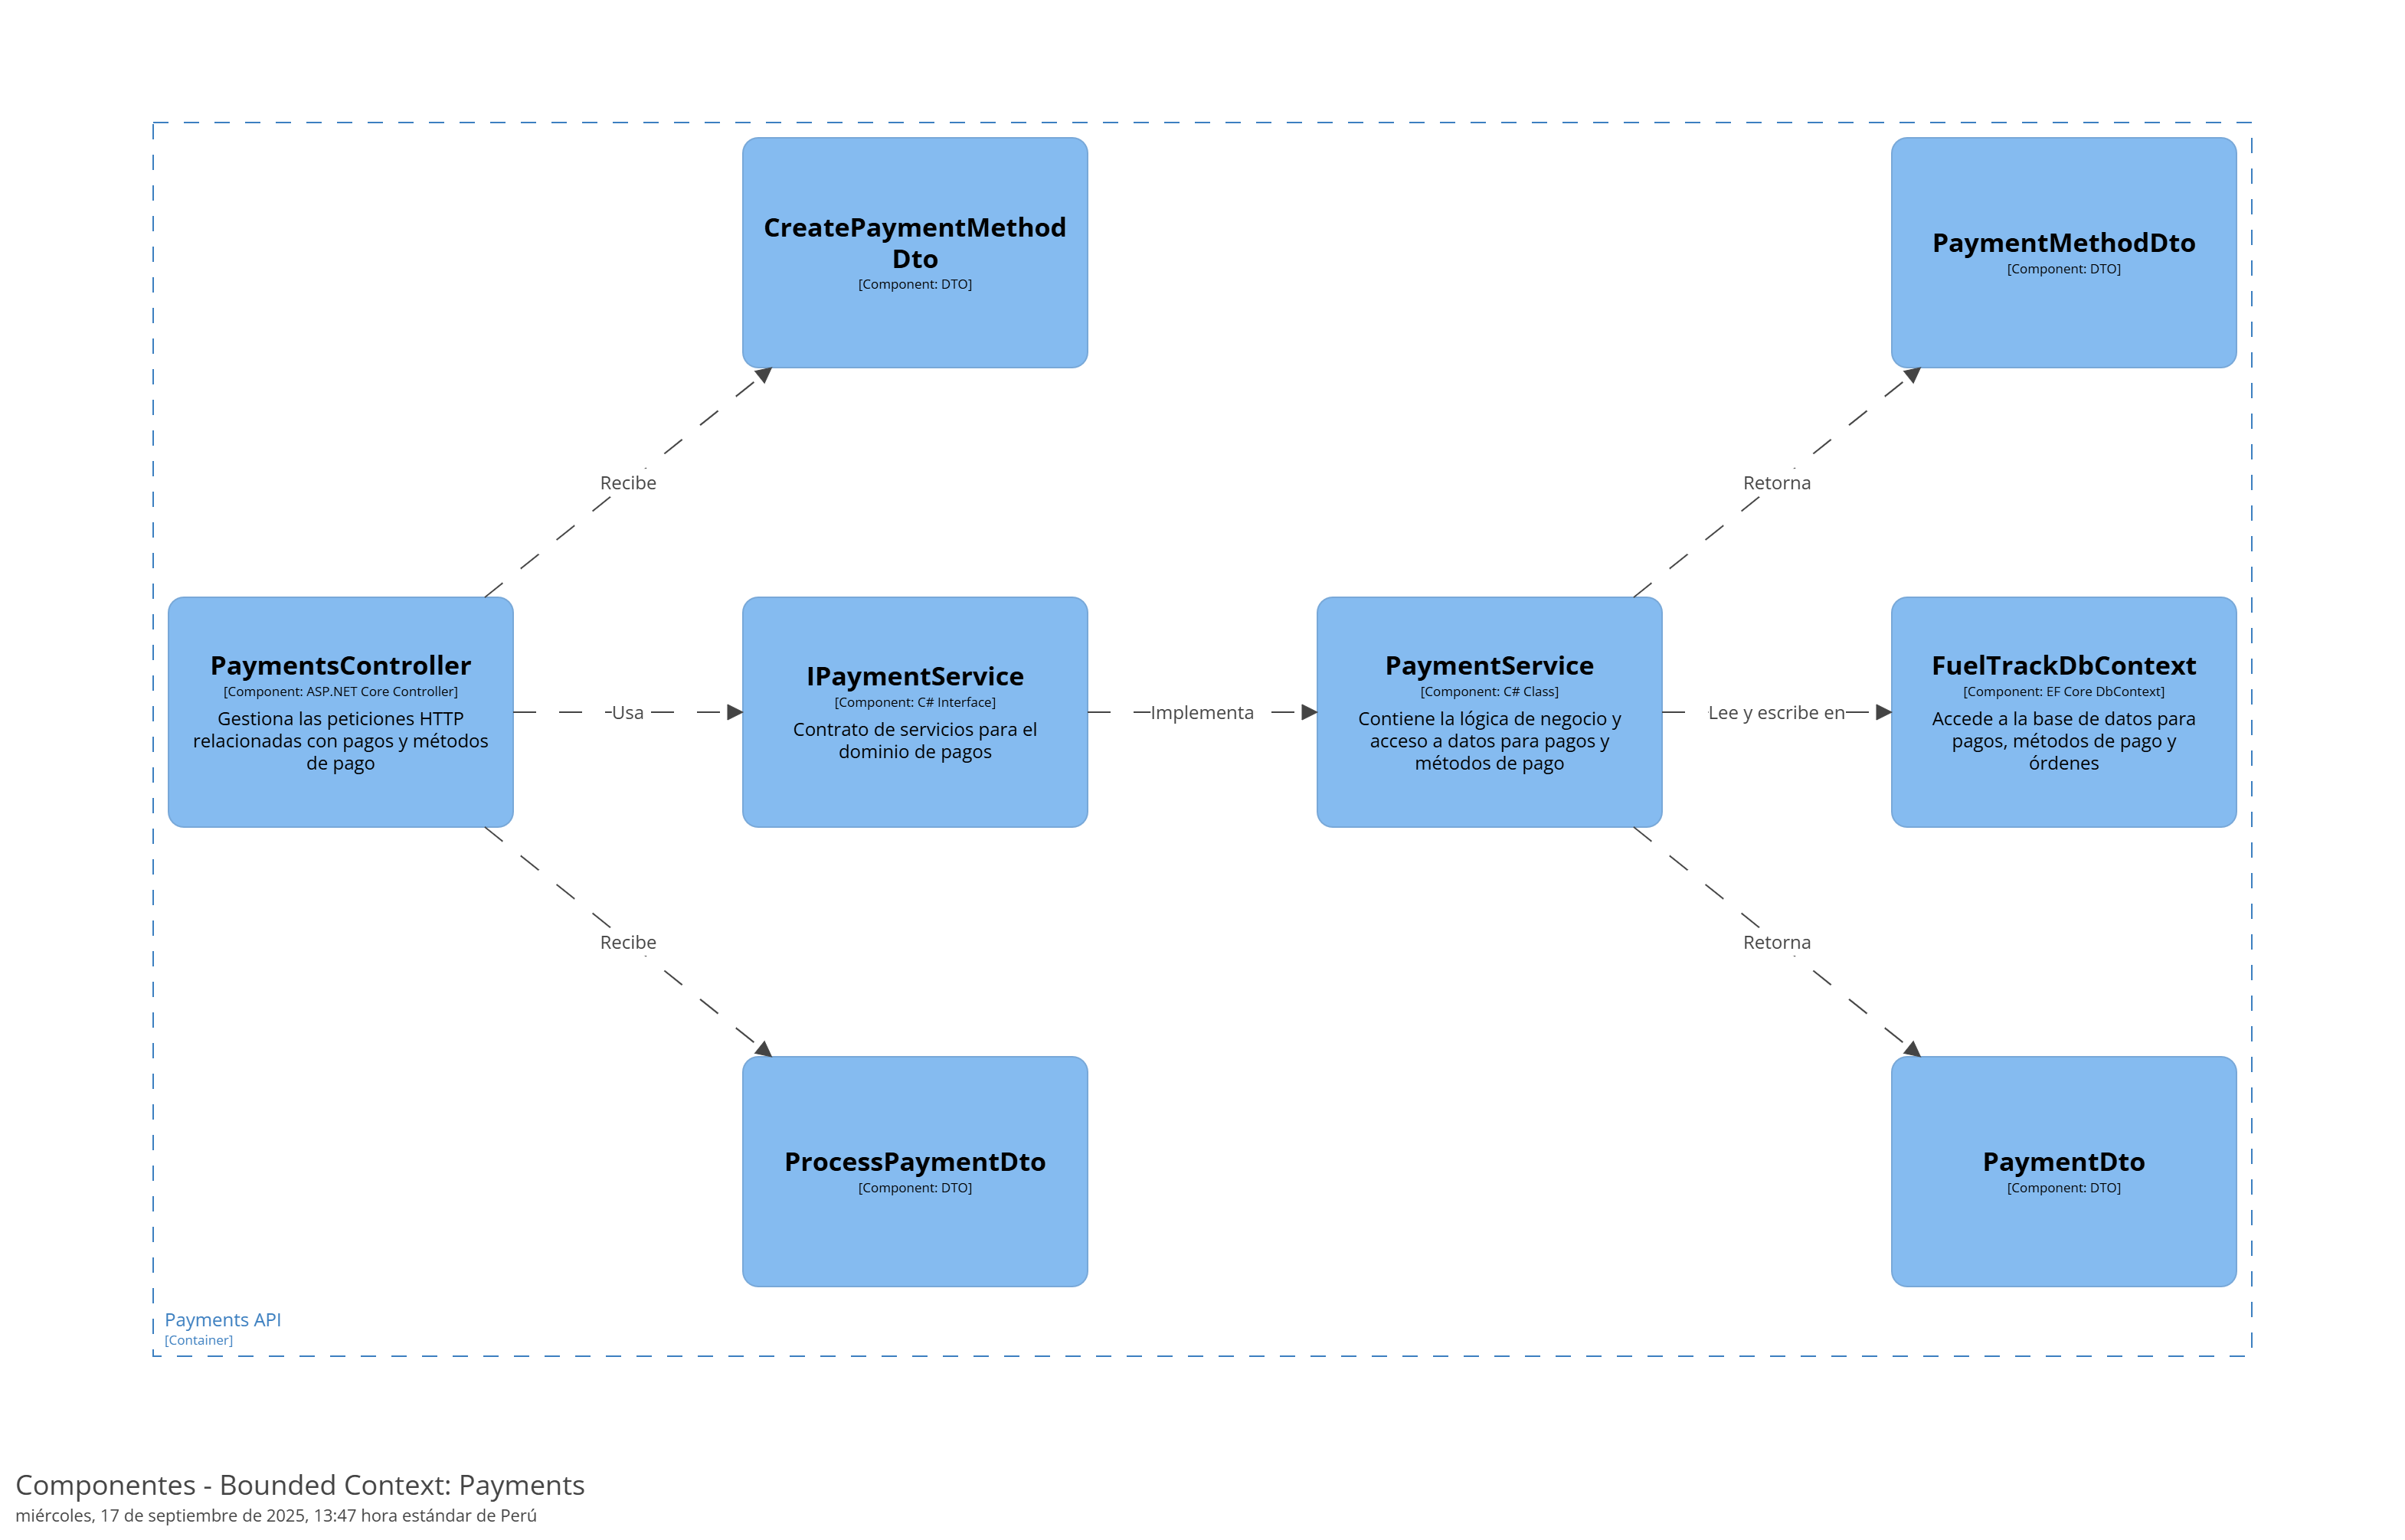 CreatePaymentMethod
Dto
[Component: DTO]
PaymentMethodDto
[Component: DTO]
Recibe
Retorna
PaymentsController
[Component: ASP.NET Core Controller]
Gestiona las peticiones HTTP
relacionadas con pagos y métodos
de pago
Usa
IPaymentService
[Component: C# Interface]
Contrato de servicios para el
dominio de pagos
Implementa
PaymentService
[Component: C# Class]
Contiene la lógica de negocio y
acceso a datos para pagos y
métodos de pago
Lee y escribe en
FuelTrackDbContext
[Component: EF Core DbContext]
Accede a la base de datos para
pagos, métodos de pago y
órdenes
Recibe
Retorna
ProcessPaymentDto
[Component: DTO]
PaymentDto
[Component: DTO]
Payments API
[Container]
Componentes - Bounded Context: Payments
miércoles, 17 de septiembre de 2025, 13:47 hora estándar de Perú